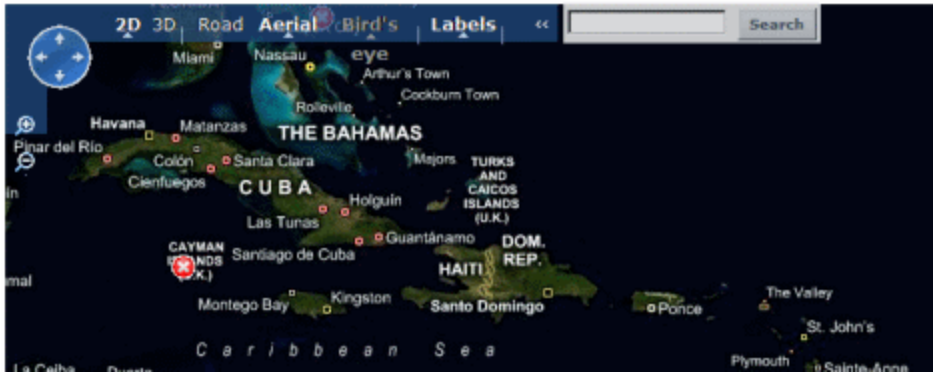 2D 3D Road Aerial Bird's Labels «
Search
eye
Miami
Nassau
Arthur's Town
Cockburn Town
Rolleville
Havana
Matanzas
THE BAHAMAS
Pinar del Río
Colón
Santa Clara
Majors
TURKS
AND
CAICOS
ISLANDS
(U.K.)
Cienfuegos
CUBA
Holguín
Las Tunas
Guantánamo
Santiago de Cuba
CAYMAN
DOM.
REP.
HAITI
Montego Bay
Kingston
Santo Domingo
Ponce
The Valley
St. John's
Caribbean Sea
Plymouth
Sainte-Anne
La Ceiba